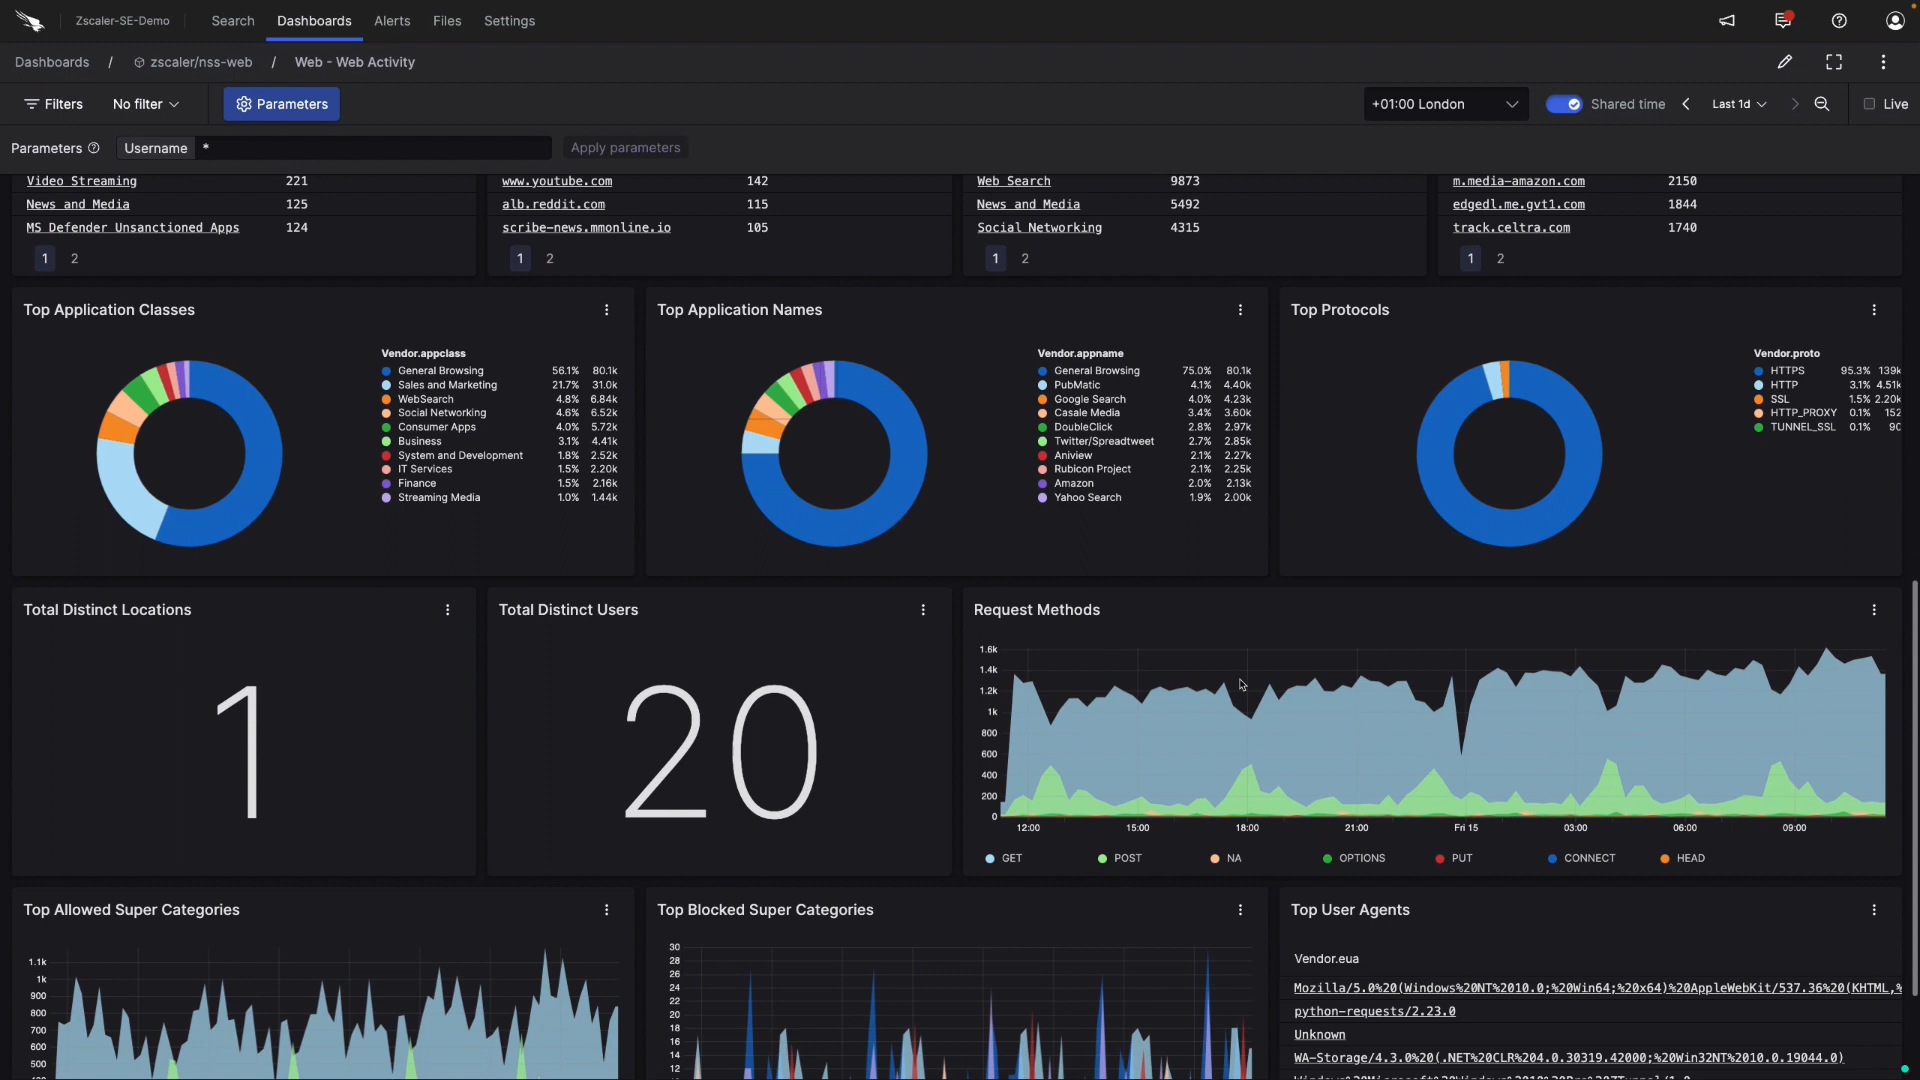 Zscaler-SE-Demo Search Dashboards Alerts Files Settings
Dashboards / zscaler/nss-web / Web - Web Activity
Filters No filter Parameters +01:00 London Shared time Last 1d Live
Parameters Username * Apply parameters
Video Streaming 221 www.youtube.com 142 Web Search 9873 m.media-amazon.com 2150
News and Media 125 alb.reddit.com 115 News and Media 5492 edgedl.me.gvt1.com 1844
MS Defender Unsanctioned Apps 124 scribe-news.mmonline.io 105 Social Networking 4315 track.celtra.com 1740
1 2 1 2 1 2 1 2
Top Application Classes
Vendor.appclass
General Browsing 56.1% 80.1k
Sales and Marketing 21.7% 31.0k
WebSearch 4.8% 6.84k
Social Networking 4.6% 6.52k
Consumer Apps 4.0% 5.72k
Business 3.1% 4.41k
System and Development 1.8% 2.52k
IT Services 1.5% 2.20k
Finance 1.5% 2.16k
Streaming Media 1.0% 1.44k
Top Application Names
Vendor.appname
General Browsing 75.0% 80.1k
PubMatic 4.1% 4.40k
Google Search 4.0% 4.23k
Casale Media 3.4% 3.60k
DoubleClick 2.8% 2.97k
Twitter/Spreadtweet 2.7% 2.85k
Aniview 2.1% 2.27k
Rubicon Project 2.1% 2.25k
Amazon 2.0% 2.13k
Yahoo Search 1.9% 2.00k
Top Protocols
Vendor.proto
HTTPS 95.3% 139k
HTTP 3.1% 4.51k
SSL 1.5% 2.20k
HTTP_PROXY 0.1% 152
TUNNEL_SSL 0.1% 90
Total Distinct Locations
1
Total Distinct Users
20
Request Methods
1.6k
1.4k
1.2k
1k
800
600
400
200
0
12:00 15:00 18:00 21:00 Fri 15 03:00 06:00 09:00
GET POST NA OPTIONS PUT CONNECT HEAD
Top Allowed Super Categories
1.1k
1k
900
800
700
600
500
Top Blocked Super Categories
30
28
26
24
22
20
18
16
14
12
Top User Agents
Vendor.eua
Mozilla/5.0%20(Windows%20NT%2010.0;%20Win64;%20x64)%20AppleWebKit/537.36%20(KHTML,%
python-requests/2.23.0
Unknown
WA-Storage/4.3.0%20(.NET%20CLR%204.0.30319.42000;%20Win32NT%2010.0.19044.0)